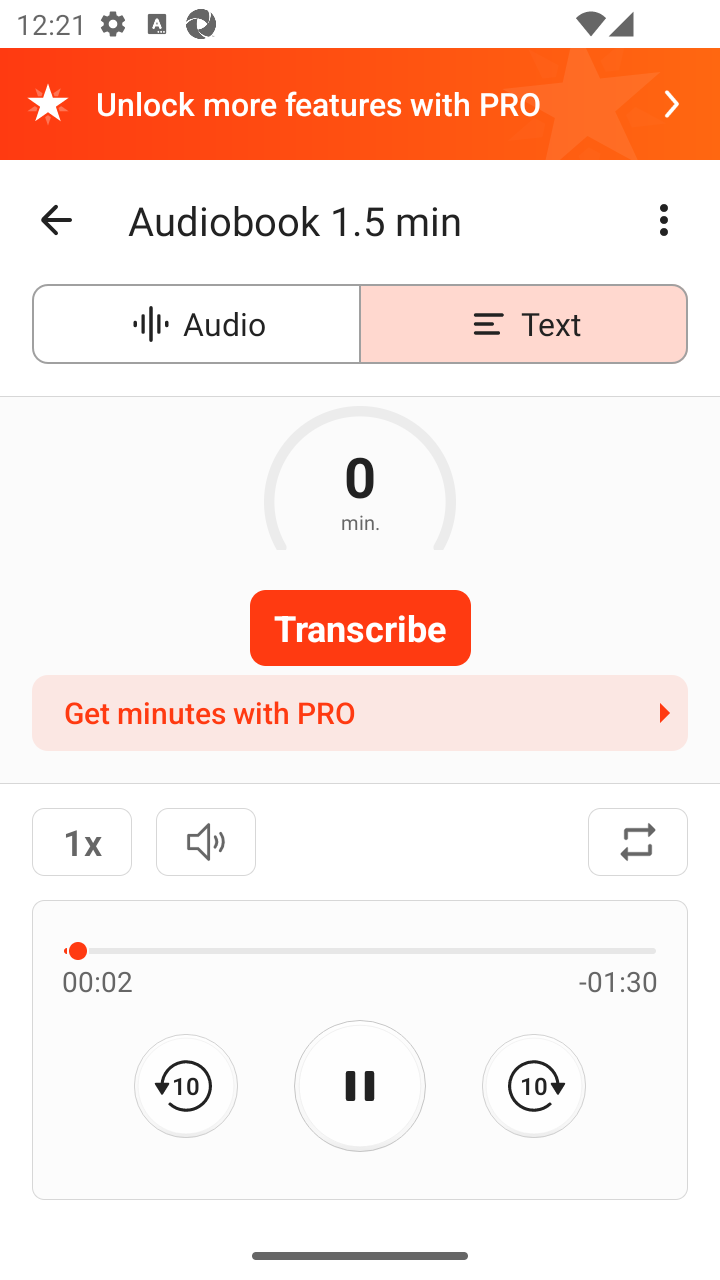 12:21
Unlock more features with PRO
Audiobook 1.5 min
Audio
Text
0
min.
Transcribe
Get minutes with PRO
1x
00:02
-01:30
10
10